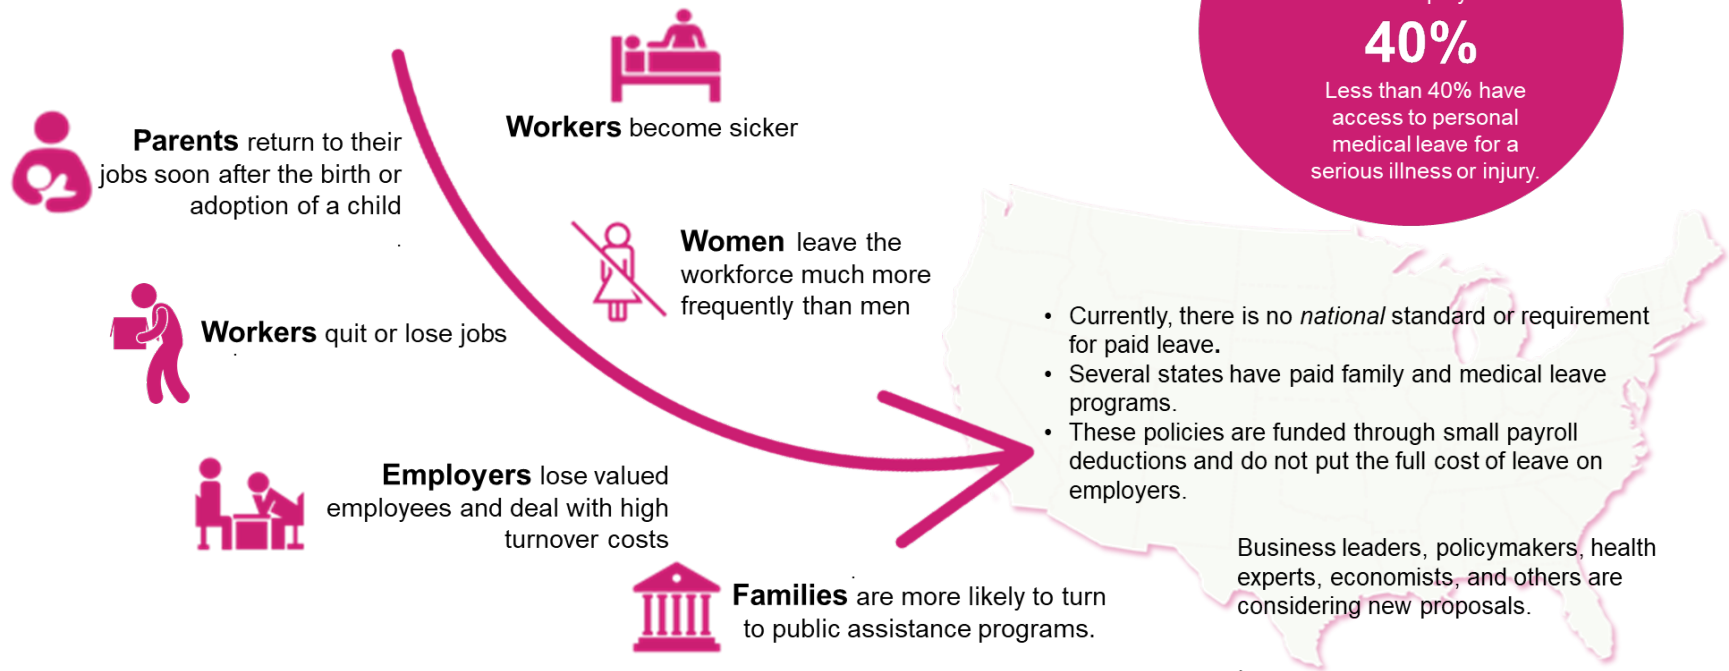 40%
Less than 40% have
access to personal
medical leave for a
serious illness or injury.
Parents return to their
jobs soon after the birth or
adoption of a child
.
Workers become sicker
Women leave the
workforce much more
frequently than men
Workers quit or lose jobs
.
Employers lose valued
employees and deal with high
turnover costs
.
Families are more likely to turn
to public assistance programs.
• Currently, there is no national standard or requirement
for paid leave.
• Several states have paid family and medical leave
programs.
• These policies are funded through small payroll
deductions and do not put the full cost of leave on
employers.
Business leaders, policymakers, health
experts, economists, and others are
considering new proposals.